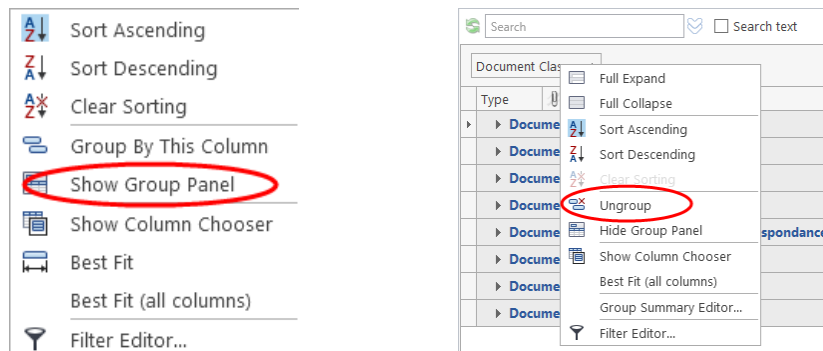 Sort Ascending
Sort Descending
Clear Sorting
Group By This Column
Show Group Panel
Show Column Chooser
Best Fit
Best Fit (all columns)
Filter Editor...
Search
Search text
Document Clas
Type
Full Expand
Full Collapse
Sort Ascending
Sort Descending
Clear Sorting
Ungroup
Hide Group Panel
Show Column Chooser
Best Fit (all columns)
Group Summary Editor...
Filter Editor...
Docume
Docume
Docume
Docume
Docume spondance
Docume
Docume
Docume